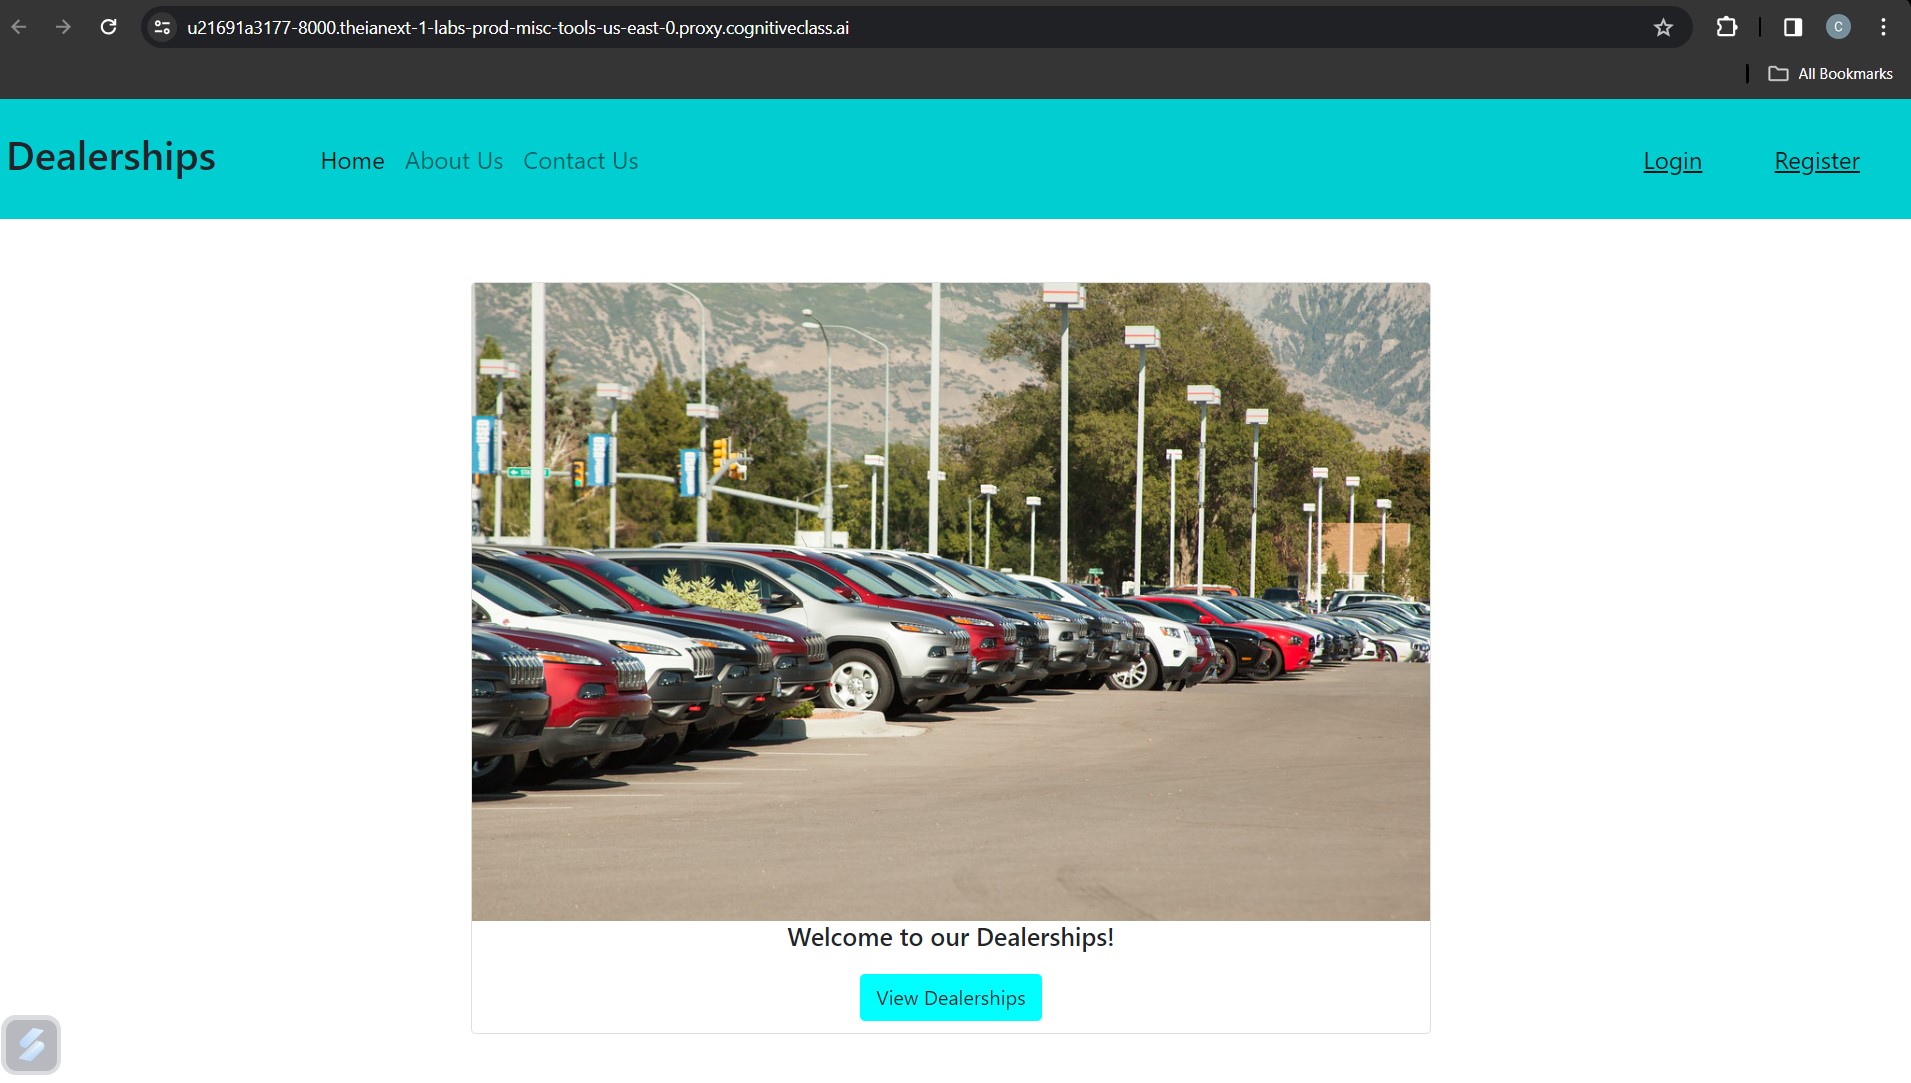 u21691a3177-8000.theianext-1-labs-prod-misc-tools-us-east-0.proxy.cognitiveclass.ai
C
All Bookmarks
Dealerships
Home
About Us
Contact Us
Login
Register
Welcome to our Dealerships!
View Dealerships